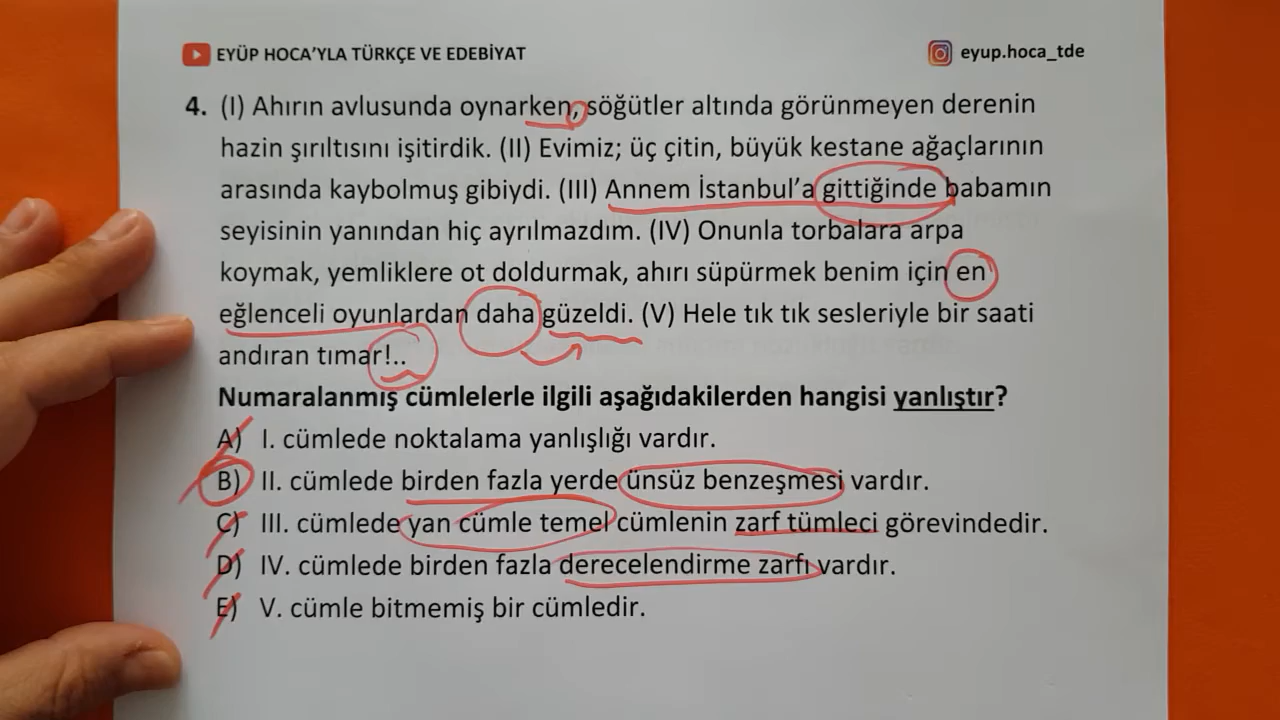 EYÜP HOCA'YLA TÜRKÇE VE EDEBİYAT
eyup.hoca_tde
4. (I) Ahırın avlusunda oynarken, söğütler altında görünmeyen derenin
hazin şırıltısını işitirdik. (II) Evimiz; üç çitin, büyük kestane ağaçlarının
arasında kaybolmuş gibiydi. (III) Annem İstanbul'a gittiğinde babamın
seyisinin yanından hiç ayrılmazdım. (IV) Onunla torbalara arpa
koymak, yemliklere ot doldurmak, ahırı süpürmek benim için en
eğlenceli oyunlardan daha güzeldi. (V) Hele tık tık sesleriyle bir saati
andıran tımar!..
Numaralanmış cümlelerle ilgili aşağıdakilerden hangisi yanlıştır?
A) I. cümlede noktalama yanlışlığı vardır.
B) II. cümlede birden fazla yerde ünsüz benzeşmesi vardır.
C) III. cümlede yan cümle temel cümlenin zarf tümleci görevindedir.
D) IV. cümlede birden fazla derecelendirme zarfı vardır.
E) V. cümle bitmemiş bir cümledir.